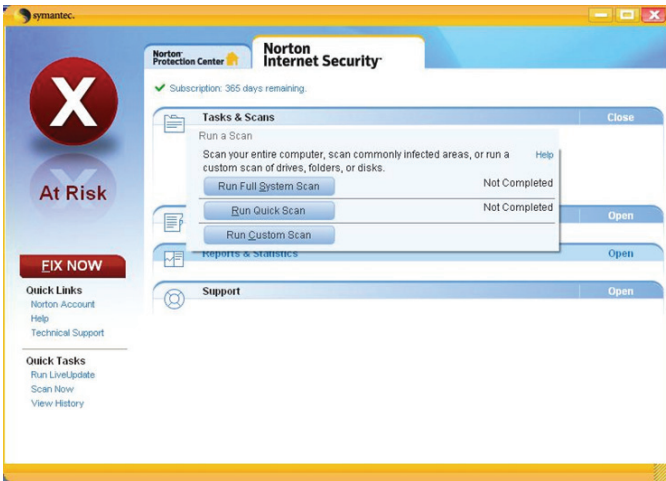 symantec.
Norton Protection Center
Norton Internet Security
Subscription: 365 days remaining.
X
At Risk
FIX NOW
Quick Links
Norton Account
Help
Technical Support
Quick Tasks
Run LiveUpdate
Scan Now
View History
Tasks & Scans Close
Run a Scan
Scan your entire computer, scan commonly infected areas, or run a Help
custom scan of drives, folders, or disks.
Run Full System Scan Not Completed
Run Quick Scan Not Completed
Run Custom Scan
Open
Reports & Statistics Open
Support Open